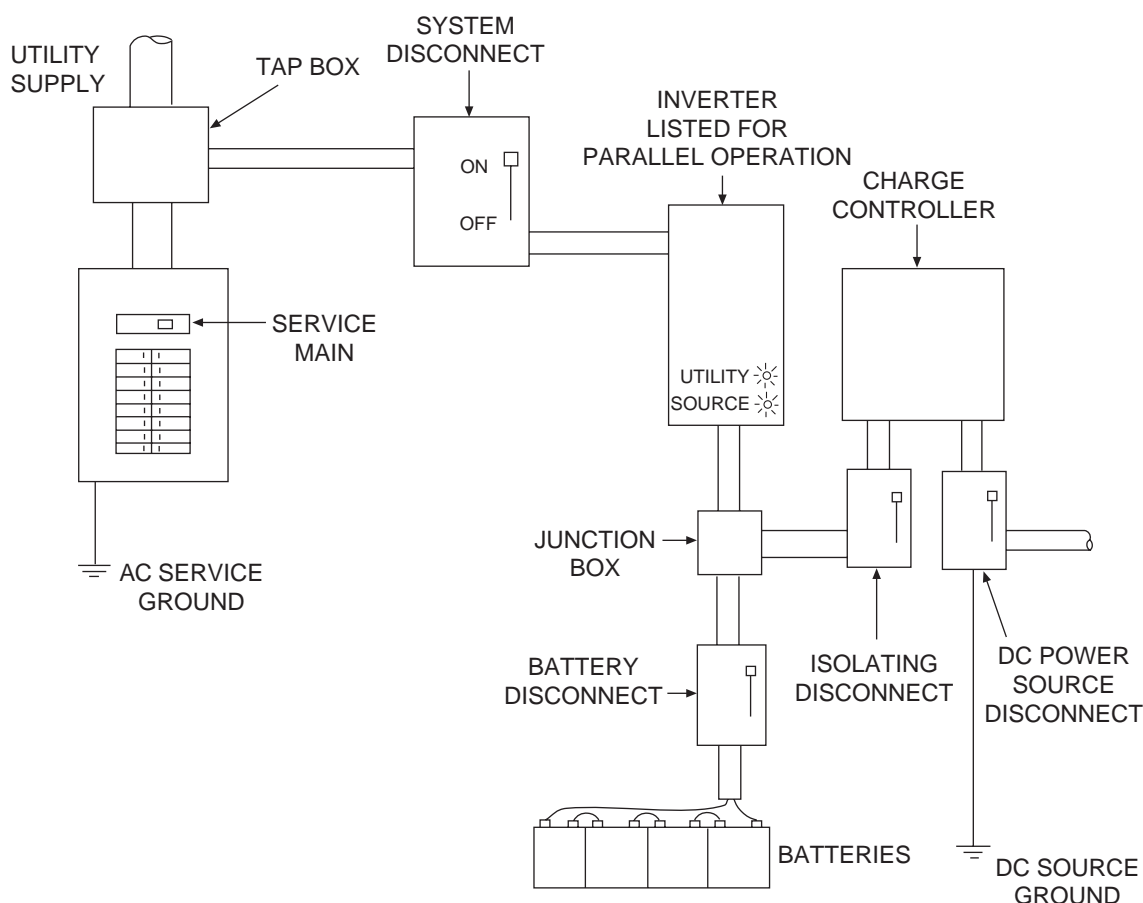 UTILITY
SUPPLY
TAP BOX
SYSTEM
DISCONNECT
INVERTER
LISTED FOR
PARALLEL OPERATION
CHARGE
CONTROLLER
ON
OFF
SERVICE
MAIN
UTILITY
SOURCE
AC SERVICE
GROUND
JUNCTION
BOX
BATTERY
DISCONNECT
ISOLATING
DISCONNECT
DC POWER
SOURCE
DISCONNECT
BATTERIES
DC SOURCE
GROUND